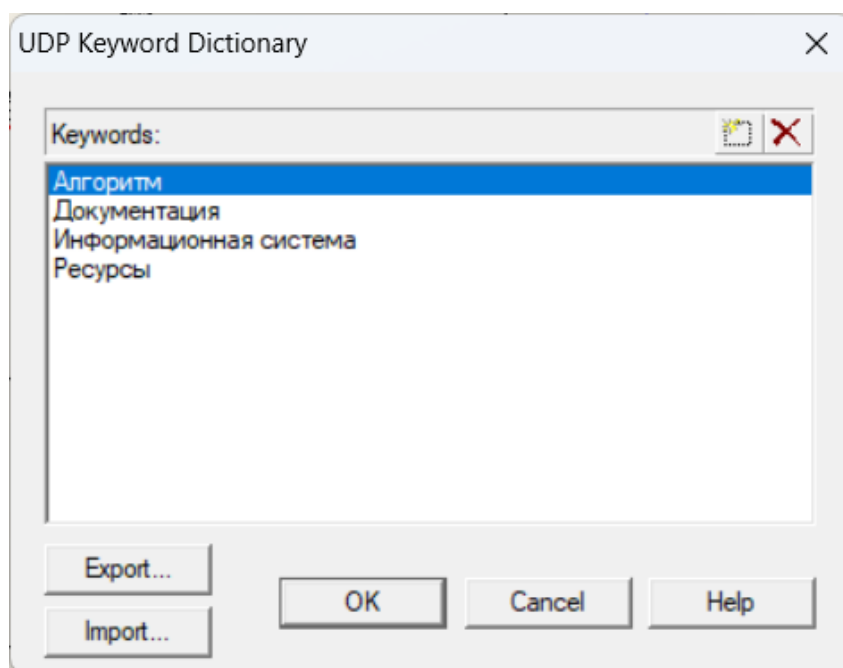 UDP Keyword Dictionary
Keywords:
Алгоритм
Документация
Информационная система
Ресурсы
Export...
OK
Cancel
Help
Import...